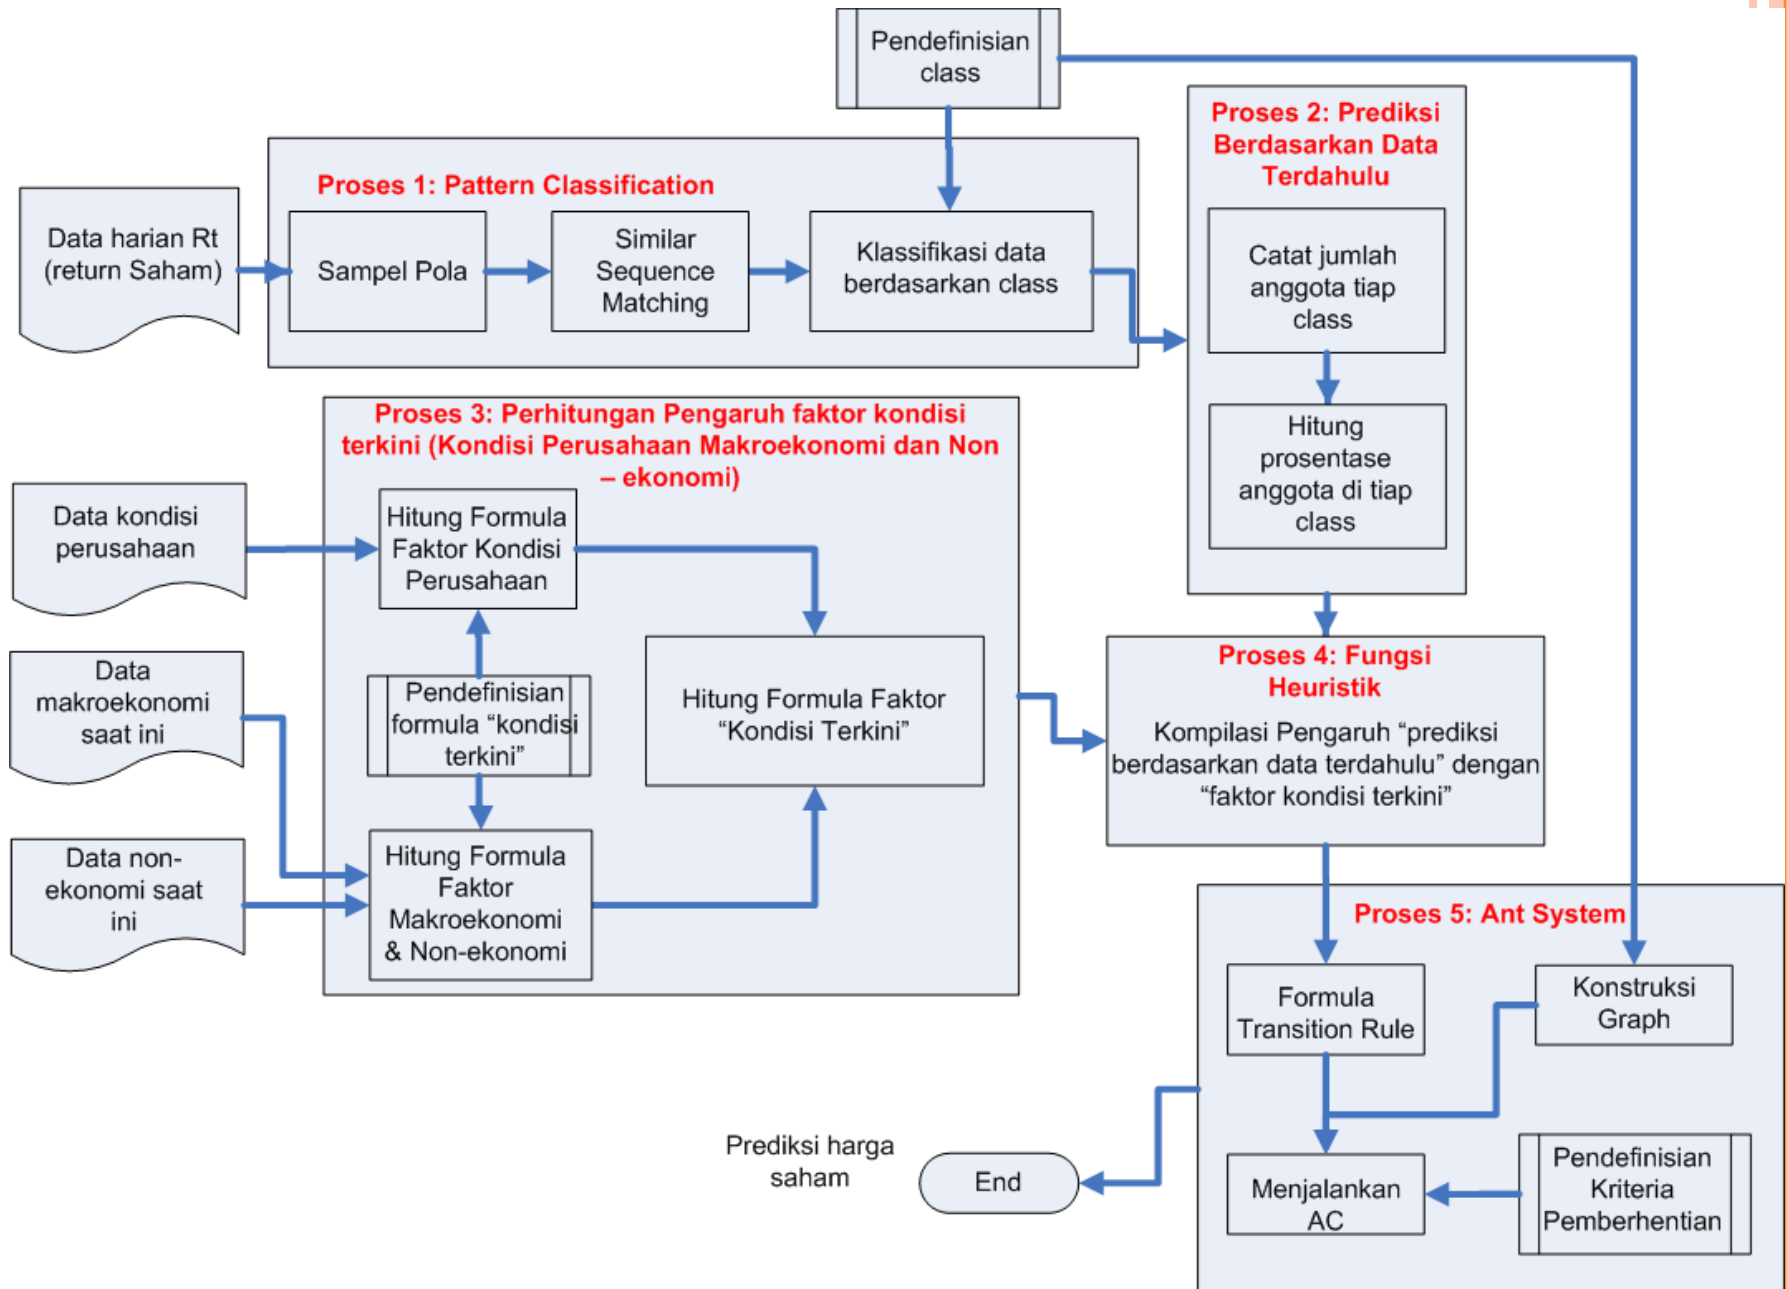 Pendefinisian
class
Proses 1: Pattern Classification
Data harian Rt
(return Saham)
Sampel Pola
Similar
Sequence
Matching
Klassifikasi data
berdasarkan class
Proses 2: Prediksi
Berdasarkan Data
Terdahulu
Catat jumlah
anggota tiap
class
Hitung
prosentase
anggota di tiap
class
Proses 3: Perhitungan Pengaruh faktor kondisi
terkini (Kondisi Perusahaan Makroekonomi dan Non
– ekonomi)
Data kondisi
perusahaan
Hitung Formula
Faktor Kondisi
Perusahaan
Data
makroekonomi
saat ini
Pendefinisian
formula “kondisi
terkini”
Hitung Formula Faktor
“Kondisi Terkini”
Data non-
ekonomi saat
ini
Hitung Formula
Faktor
Makroekonomi
& Non-ekonomi
Proses 4: Fungsi
Heuristik
Kompilasi Pengaruh “prediksi
berdasarkan data terdahulu” dengan
“faktor kondisi terkini”
Proses 5: Ant System
Formula
Transition Rule
Konstruksi
Graph
Menjalankan
AC
Pendefinisian
Kriteria
Pemberhentian
Prediksi harga
saham
End